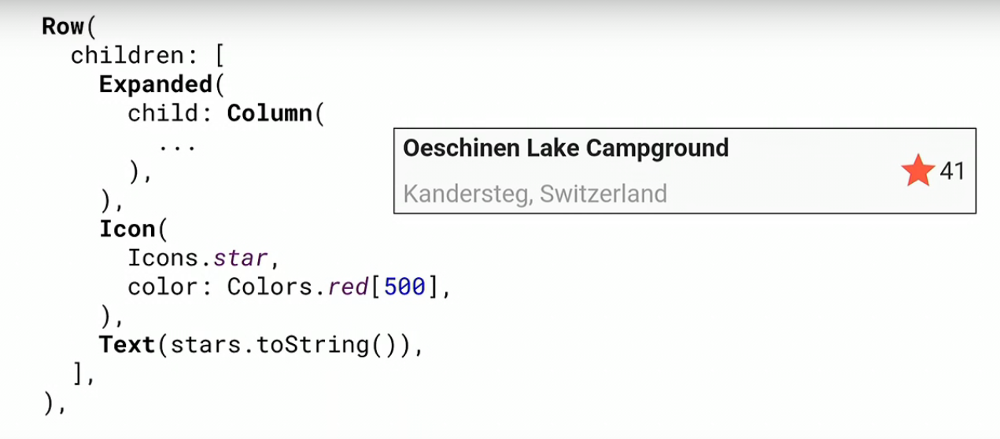 Row(
  children: [
    Expanded(
      child: Column(
        ...
      ),
    ),
    Icon(
      Icons.star,
      color: Colors.red[500],
    ),
    Text(stars.toString()),
  ],
),
Oeschinen Lake Campground
Kandersteg, Switzerland
41